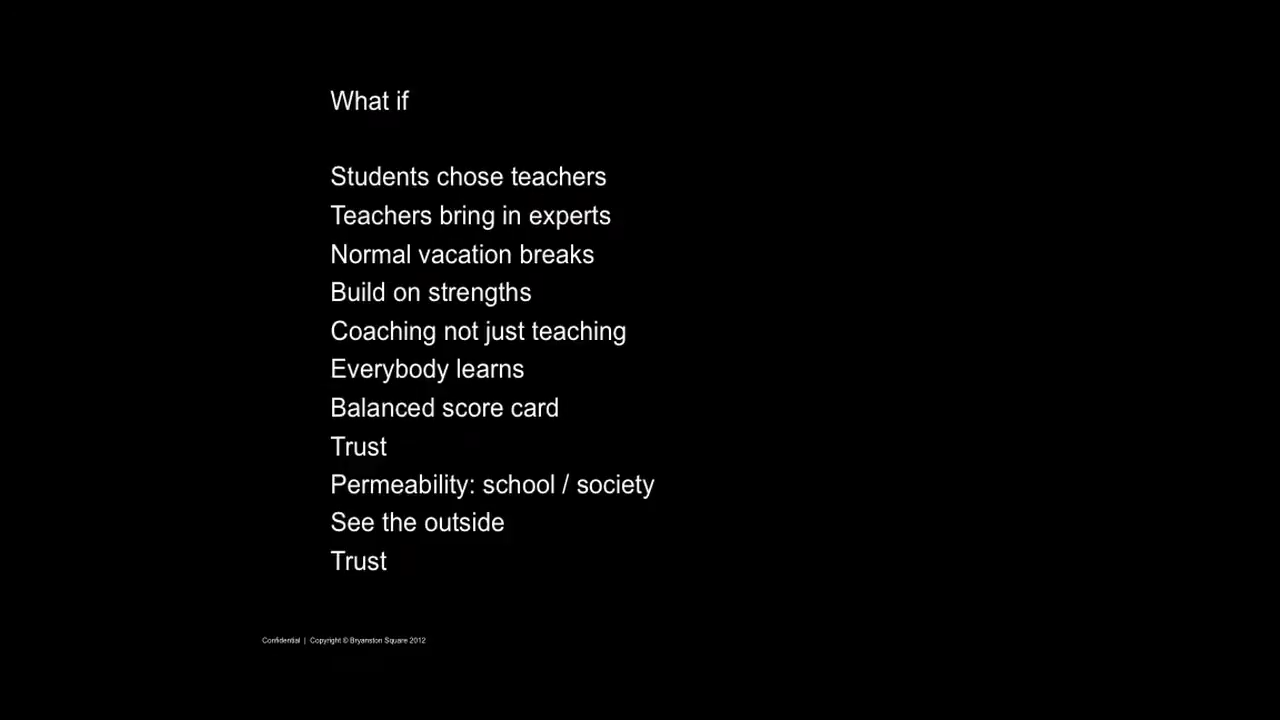 What if
Students chose teachers
Teachers bring in experts
Normal vacation breaks
Build on strengths
Coaching not just teaching
Everybody learns
Balanced score card
Trust
Permeability: school / society
See the outside
Trust
Confidential | Copyright © Bryanston Square 2012